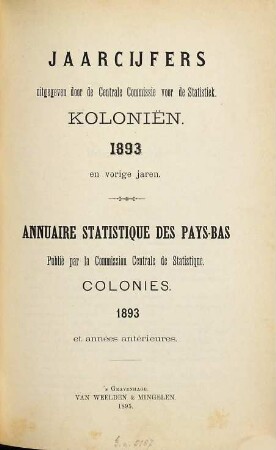 JAARCIJFERS
uitgegeven door de Centrale Commissie voor de Statistiek.
KOLONIËN.
1893
en vorige jaren.
ANNUAIRE STATISTIQUE DES PAYS-BAS
Publié par la Commission Centrale de Statistique.
COLONIES.
1893
et années antérieures.
's Gravenhage,
VAN WEELDEN & MINGELEN.
1895.